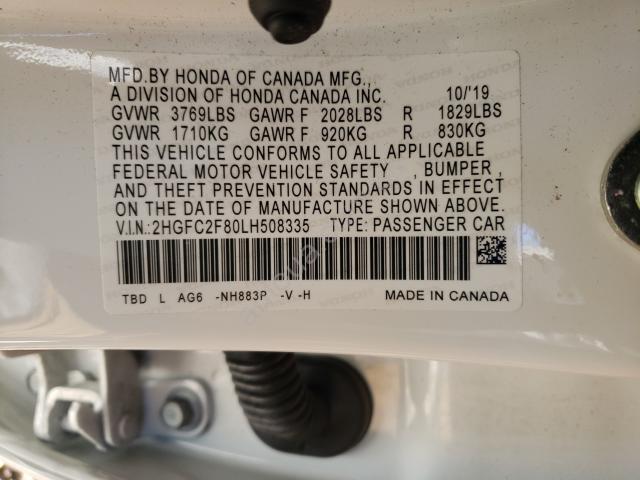 MFD.BY HONDA OF CANADA MFG.,
A DIVISION OF HONDA CANADA INC. 10/'19
GVWR 3769LBS GAWR F 2028LBS R 1829LBS
GVWR 1710KG GAWR F 920KG R 830KG
THIS VEHICLE CONFORMS TO ALL APPLICABLE
FEDERAL MOTOR VEHICLE SAFETY , BUMPER ,
AND THEFT PREVENTION STANDARDS IN EFFECT
ON THE DATE OF MANUFACTURE SHOWN ABOVE.
V.I.N.:2HGFC2F80LH508335 TYPE: PASSENGER CAR
TBD L AG6 -NH883P -V -H MADE IN CANADA